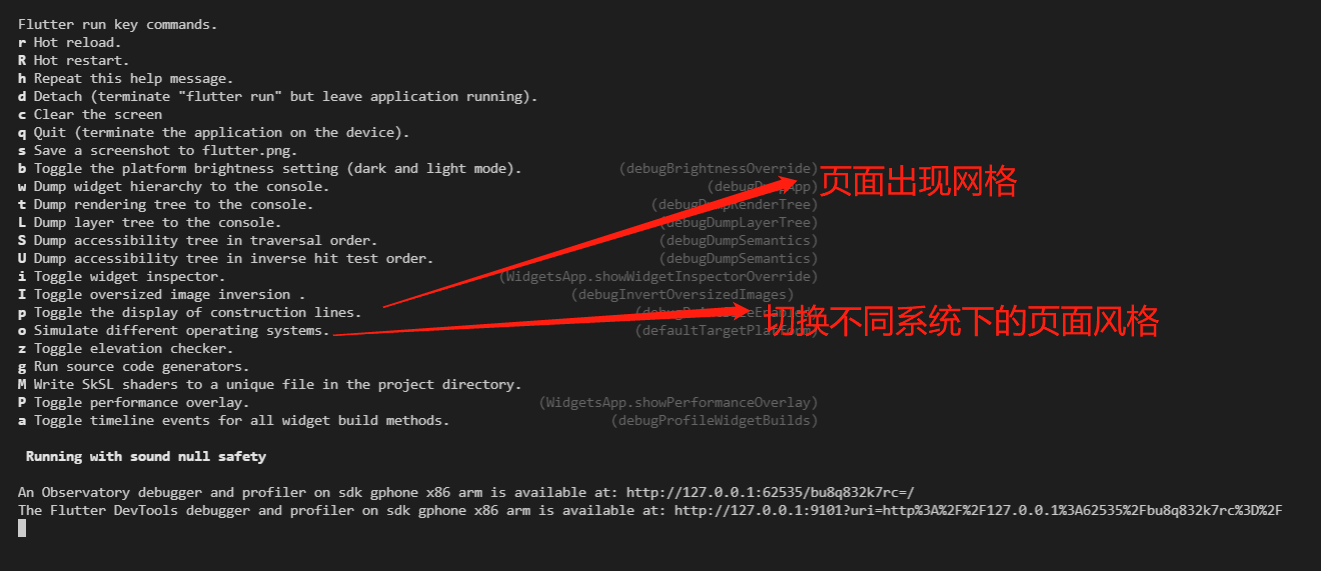 Flutter run key commands.
r Hot reload.
R Hot restart.
h Repeat this help message.
d Detach (terminate "flutter run" but leave application running).
c Clear the screen
q Quit (terminate the application on the device).
s Save a screenshot to flutter.png.
b Toggle the platform brightness setting (dark and light mode). (debugBrightnessOverride)
页面出现网格
w Dump widget hierarchy to the console.
t Dump rendering tree to the console. (debugDumpRenderTree)
L Dump layer tree to the console. (debugDumpLayerTree)
S Dump accessibility tree in traversal order. (debugDumpSemantics)
U Dump accessibility tree in inverse hit test order. (debugDumpSemantics)
i Toggle widget inspector. (WidgetsApp.showWidgetInspectorOverride)
I Toggle oversized image inversion . (debugInvertOversizedImages)
p Toggle the display of construction lines.
切换不同系统下的页面风格
o Simulate different operating systems. (defaultTargetPlatform
z Toggle elevation checker.
g Run source code generators.
M Write SkSL shaders to a unique file in the project directory.
P Toggle performance overlay. (WidgetsApp.showPerformanceOverlay)
a Toggle timeline events for all widget build methods. (debugProfileWidgetBuilds)
Running with sound null safety
An Observatory debugger and profiler on sdk gphone x86 arm is available at: http://127.0.0.1:62535/bu8q832k7rc=/
The Flutter DevTools debugger and profiler on sdk gphone x86 arm is available at: http://127.0.0.1:9101?uri=http%3A%2F%2F127.0.0.1%3A62535%2Fbu8q832k7rc%3D%2F